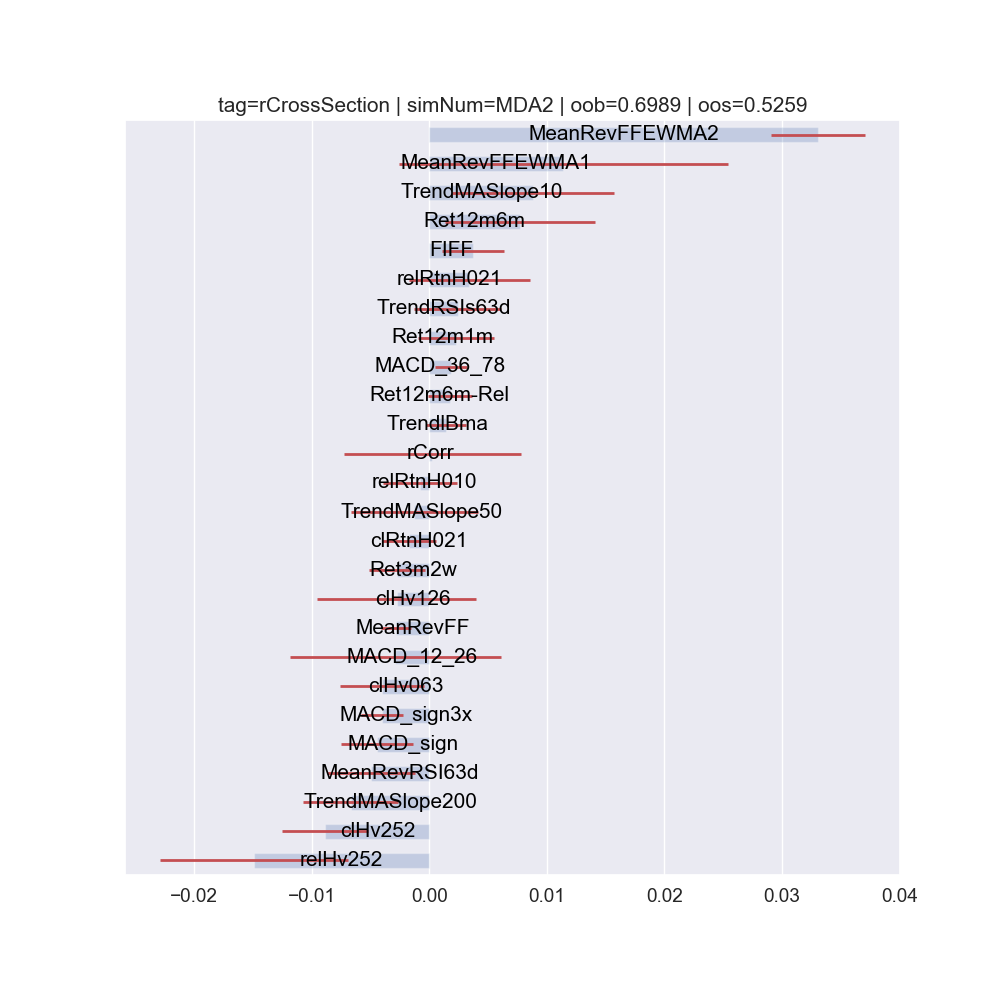 tag=rCrossSection | simNum=MDA2 | oob=0.6989 | oos=0.5259
MeanRevFFEWMA2
MeanRevFFEWMA1
TrendMASlope10
Ret12m6m
FIFF
relRtnH021
TrendRSIs63d
Ret12m1m
MACD_36_78
Ret12m6m-Rel
TrendIBma
rCorr
relRtnH010
TrendMASlope50
clRtnH021
Ret3m2w
clHv126
MeanRevFF
MACD_12_26
clHv063
MACD_sign3x
MACD_sign
MeanRevRSI63d
TrendMASlope200
clHv252
relHv252
−0.02 −0.01 0.00 0.01 0.02 0.03 0.04